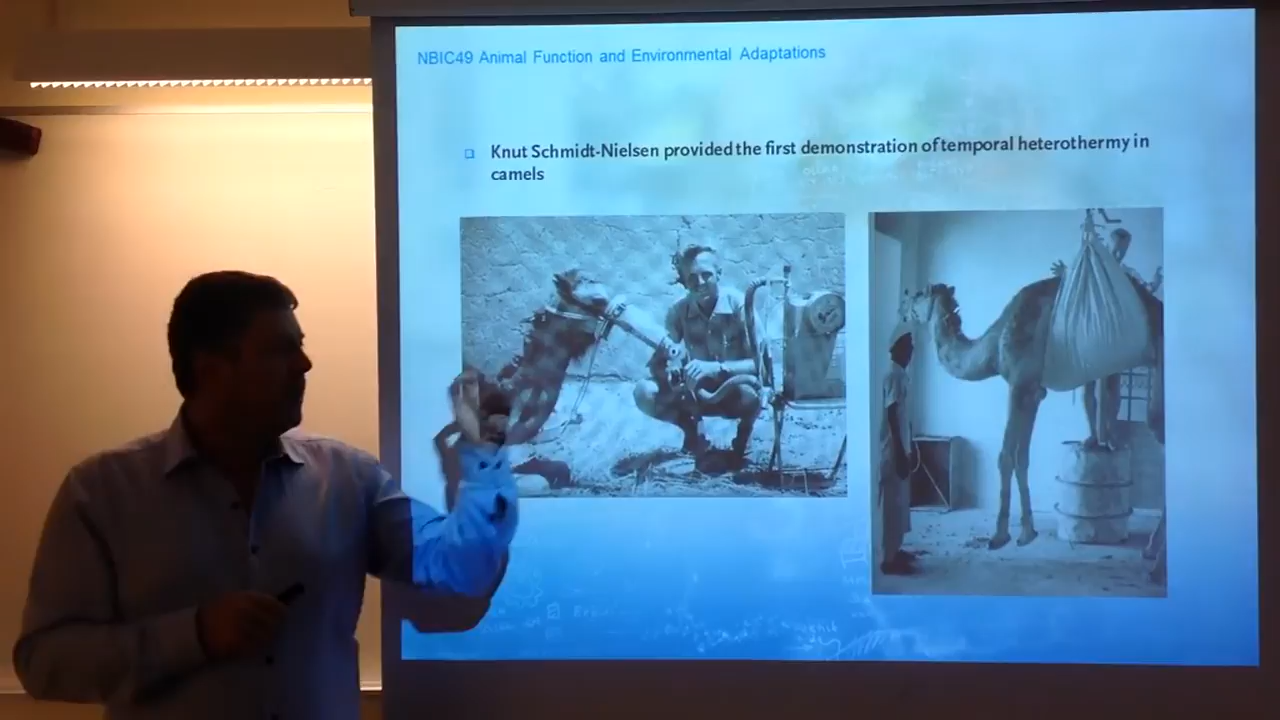 NBIC49 Animal Function and Environmental Adaptations
Knut Schmidt-Nielsen provided the first demonstration of temporal heterothermy in
camels